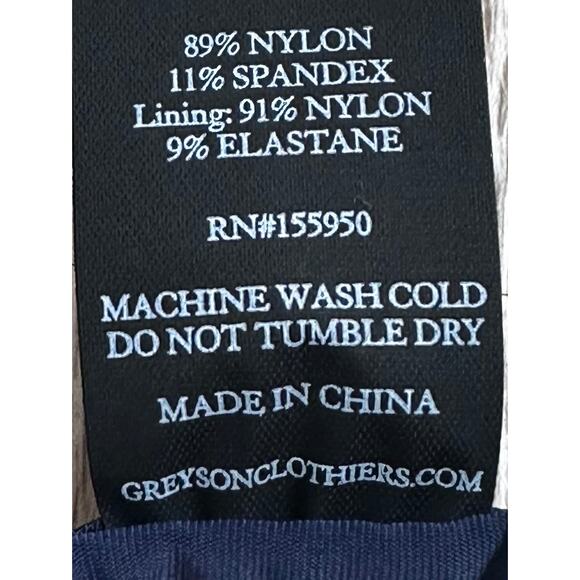 89% NYLON
11% SPANDEX
Lining: 91% NYLON
9% ELASTANE
RN#155950
MACHINE WASH COLD
DO NOT TUMBLE DRY
MADE IN CHINA
GREYSONCLOTHIERS.COM